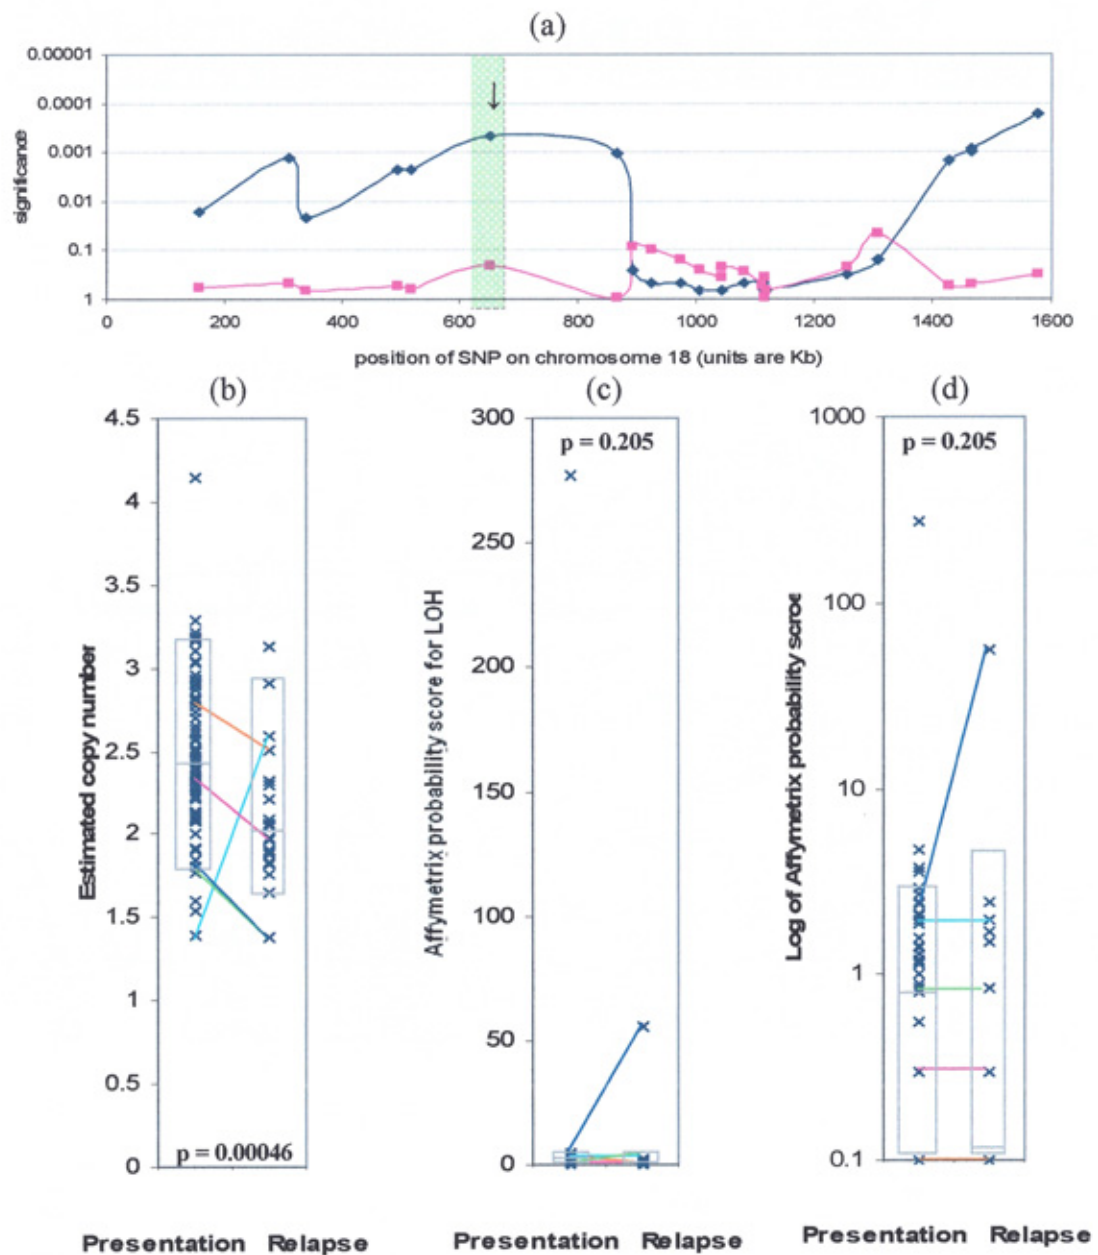 (a)
0.00001
0.0001
0.001
0.01
0.1
1
significance
0 200 400 600 800 1000 1200 1400 1600
position of SNP on chromosome 18 (units are Kb)
(b)
4.5
4
3.5
3
2.5
2
1.5
1
0.5
0
Estimated copy number
p = 0.00046
Presentation Relapse
(c)
300
250
200
150
100
50
0
Affymetrix probability score for LOH
p = 0.205
Presentation Relapse
(d)
1000
100
10
1
0.1
Log of Affymetrix probability scroe
p = 0.205
Presentation Relapse